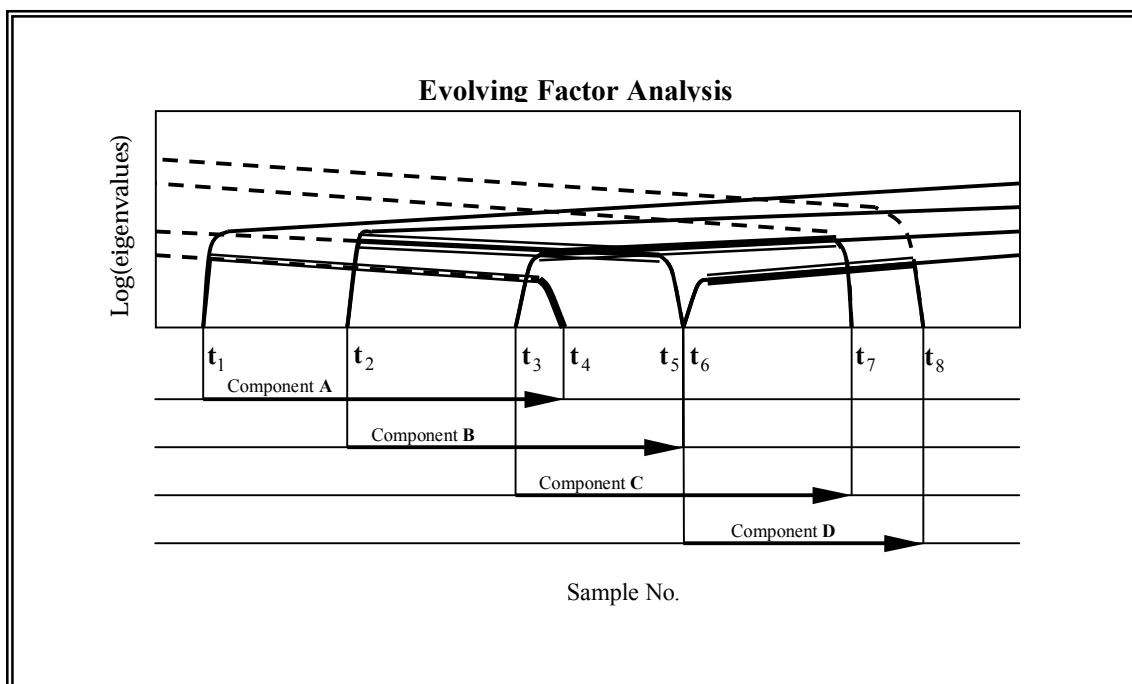 Evolving Factor Analysis
Log(eigenvalues)
t1 t2 t3 t4 t5 t6 t7 t8
Component A
Component B
Component C
Component D
Sample No.